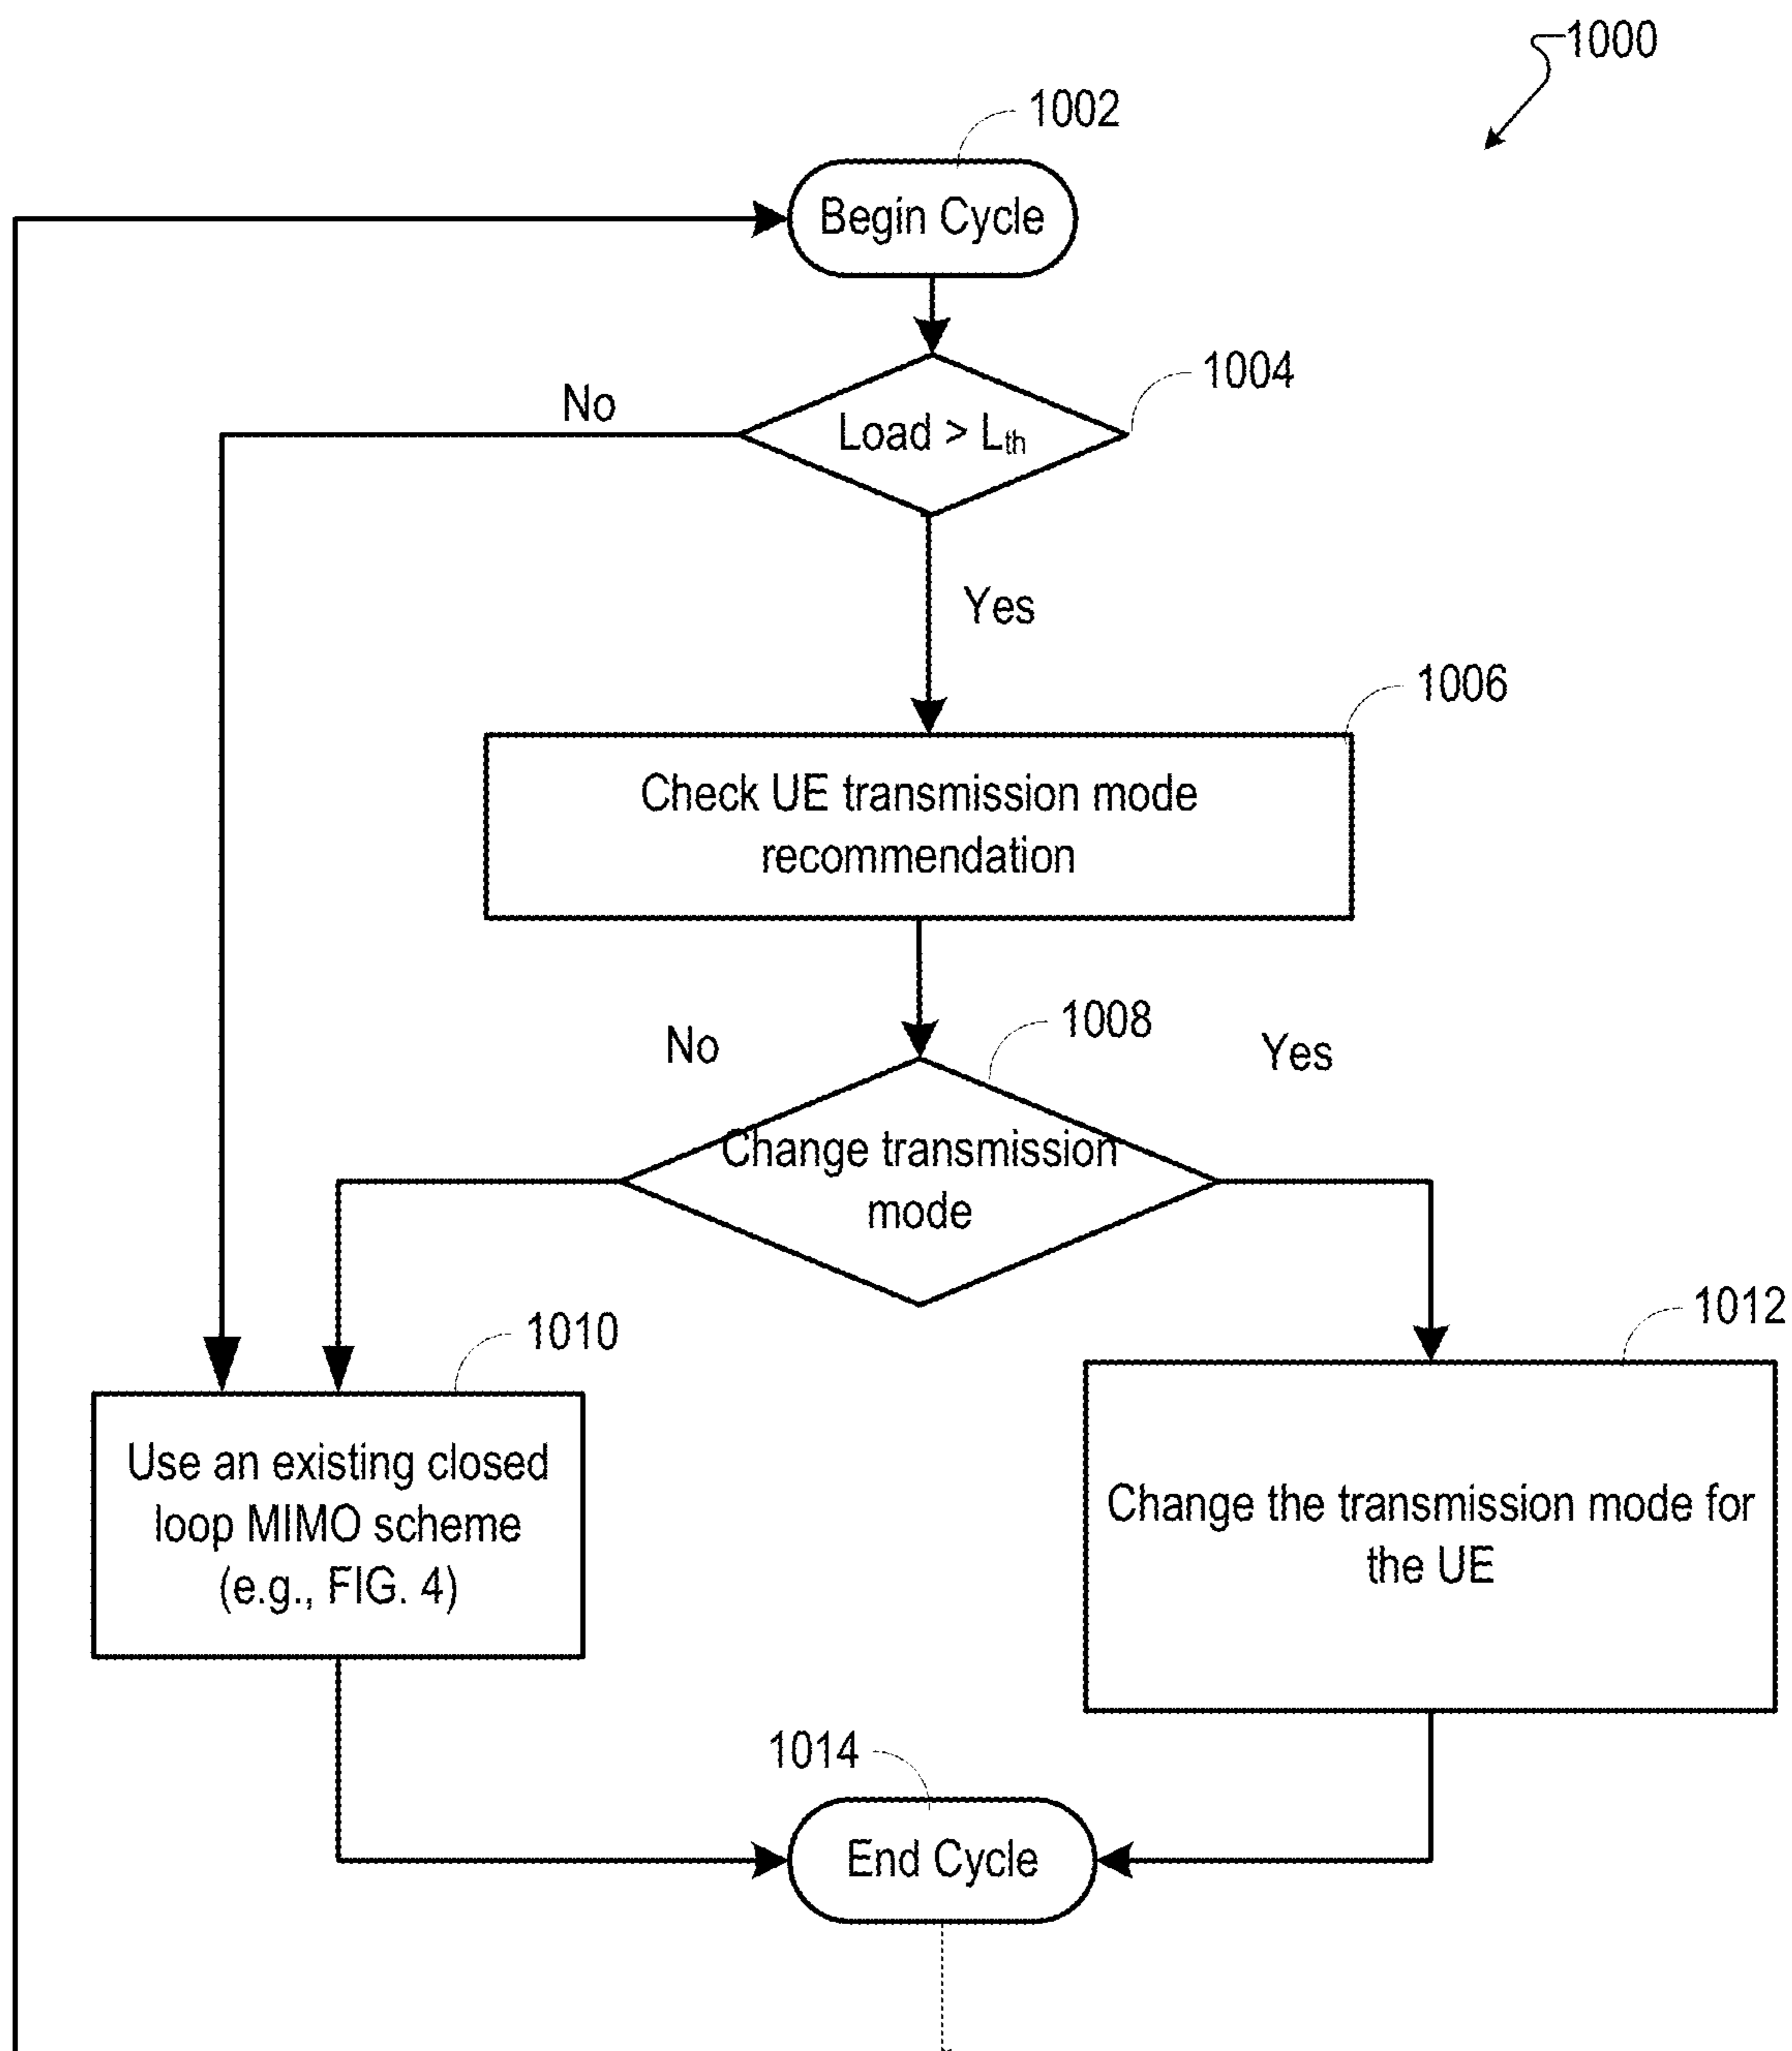 1000
1002
Begin Cycle
1004
No
Load > Lth
Yes
1006
Check UE transmission mode
recommendation
1008
No
Yes
Change transmission
mode
1010
1012
Use an existing closed
loop MIMO scheme
(e.g., FIG. 4)
Change the transmission mode for
the UE
1014
End Cycle